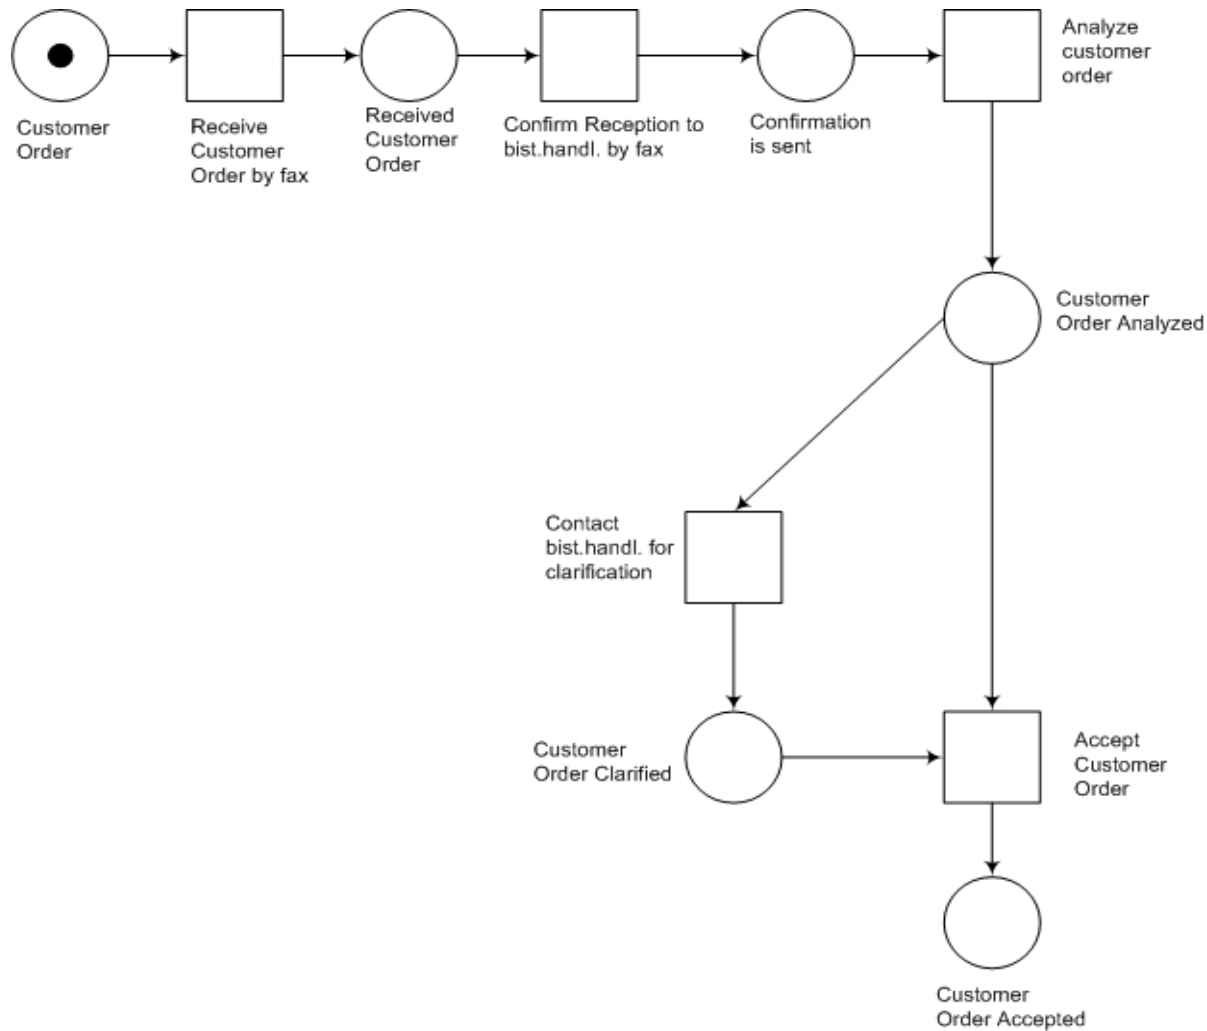 Customer
Order
Receive
Customer
Order by fax
Received
Customer
Order
Confirm Reception to
bist.handl. by fax
Confirmation
is sent
Analyze
customer
order
Customer
Order Analyzed
Contact
bist.handl. for
clarification
Customer
Order Clarified
Accept
Customer
Order
Customer
Order Accepted